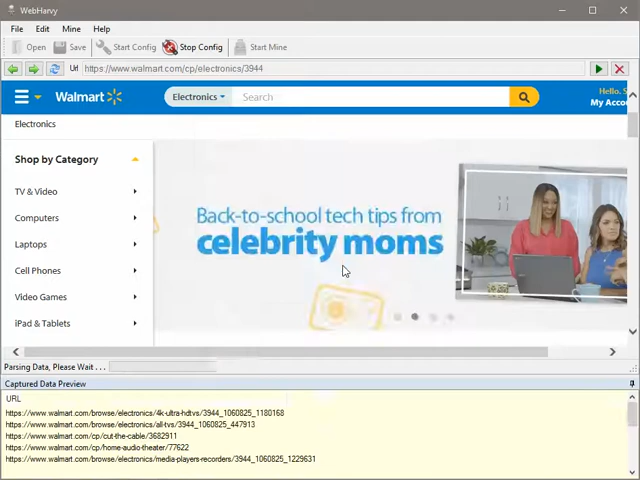 WebHarvy
File Edit Mine Help
Open Save Start Config Stop Config Start Mine
Url https://www.walmart.com/cp/electronics/3944
Walmart Electronics Search Hello. S
My Accou
Electronics
Shop by Category
TV & Video
Computers
Laptops
Cell Phones
Video Games
iPad & Tablets
Back-to-school tech tips from
celebrity moms
Parsing Data, Please Wait . . .
Captured Data Preview
URL
https://www.walmart.com/browse/electronics/4k-ultra-hdtvs/3944_1060825_1180168
https://www.walmart.com/browse/electronics/all-tvs/3944_1060825_447913
https://www.walmart.com/cp/cut-the-cable/3682911
https://www.walmart.com/cp/home-audio-theater/77622
https://www.walmart.com/browse/electronics/media-players-recorders/3944_1060825_1229631